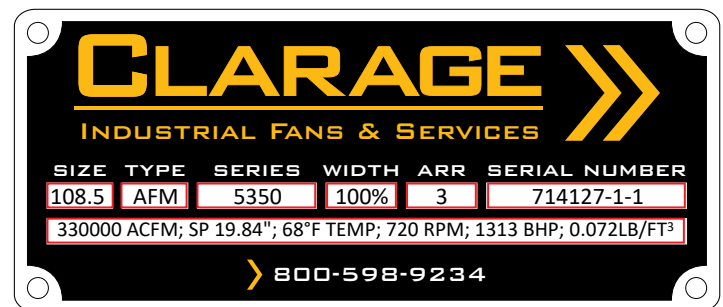 CLARAGE
INDUSTRIAL FANS & SERVICES
SIZE TYPE SERIES WIDTH ARR SERIAL NUMBER
108.5 AFM 5350 100% 3 714127-1-1
330000 ACFM; SP 19.84"; 68°F TEMP; 720 RPM; 1313 BHP; 0.072LB/FT³
800-598-9234